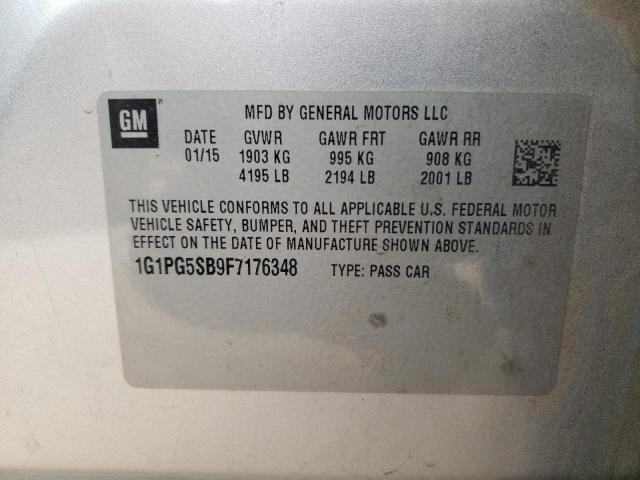 GM
MFD BY GENERAL MOTORS LLC
DATE GVWR GAWR FRT GAWR RR
01/15 1903 KG 995 KG 908 KG
4195 LB 2194 LB 2001 LB
THIS VEHICLE CONFORMS TO ALL APPLICABLE U.S. FEDERAL MOTOR
VEHICLE SAFETY, BUMPER, AND THEFT PREVENTION STANDARDS IN
EFFECT ON THE DATE OF MANUFACTURE SHOWN ABOVE.
1G1PG5SB9F7176348 TYPE: PASS CAR